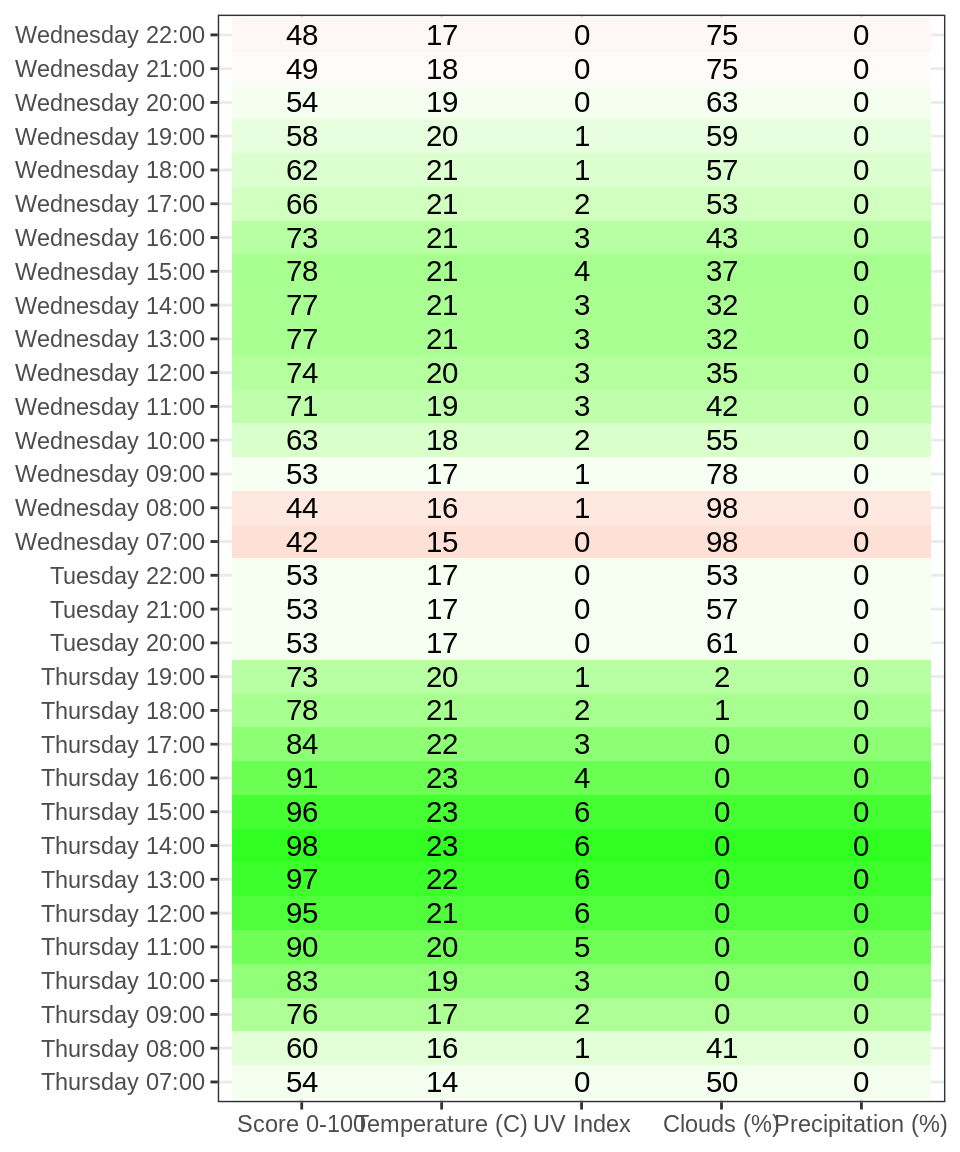 Wednesday 22:00 48 17 0 75 0
Wednesday 21:00 49 18 0 75 0
Wednesday 20:00 54 19 0 63 0
Wednesday 19:00 58 20 1 59 0
Wednesday 18:00 62 21 1 57 0
Wednesday 17:00 66 21 2 53 0
Wednesday 16:00 73 21 3 43 0
Wednesday 15:00 78 21 4 37 0
Wednesday 14:00 77 21 3 32 0
Wednesday 13:00 77 21 3 32 0
Wednesday 12:00 74 20 3 35 0
Wednesday 11:00 71 19 3 42 0
Wednesday 10:00 63 18 2 55 0
Wednesday 09:00 53 17 1 78 0
Wednesday 08:00 44 16 1 98 0
Wednesday 07:00 42 15 0 98 0
Tuesday 22:00 53 17 0 53 0
Tuesday 21:00 53 17 0 57 0
Tuesday 20:00 53 17 0 61 0
Thursday 19:00 73 20 1 2 0
Thursday 18:00 78 21 2 1 0
Thursday 17:00 84 22 3 0 0
Thursday 16:00 91 23 4 0 0
Thursday 15:00 96 23 6 0 0
Thursday 14:00 98 23 6 0 0
Thursday 13:00 97 22 6 0 0
Thursday 12:00 95 21 6 0 0
Thursday 11:00 90 20 5 0 0
Thursday 10:00 83 19 3 0 0
Thursday 09:00 76 17 2 0 0
Thursday 08:00 60 16 1 41 0
Thursday 07:00 54 14 0 50 0
Score 0-100 Temperature (C) UV Index Clouds (%) Precipitation (%)